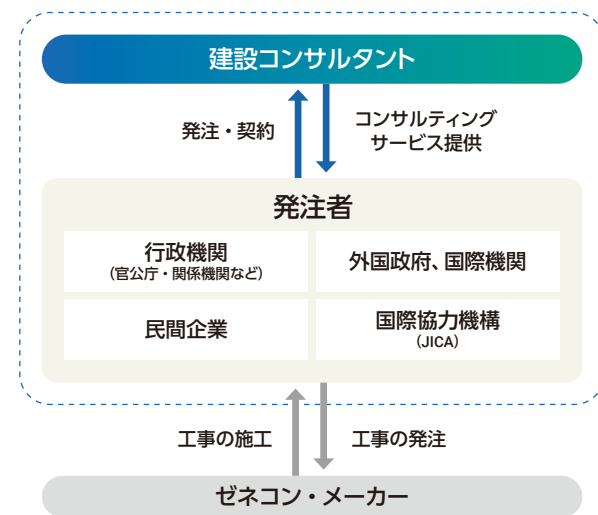 建設コンサルタント
発注・契約
コンサルティング
サービス提供
発注者
行政機関
（官公庁・関係機関など）
外国政府、国際機関
民間企業
国際協力機構
（JICA）
工事の施工
工事の発注
ゼネコン・メーカー